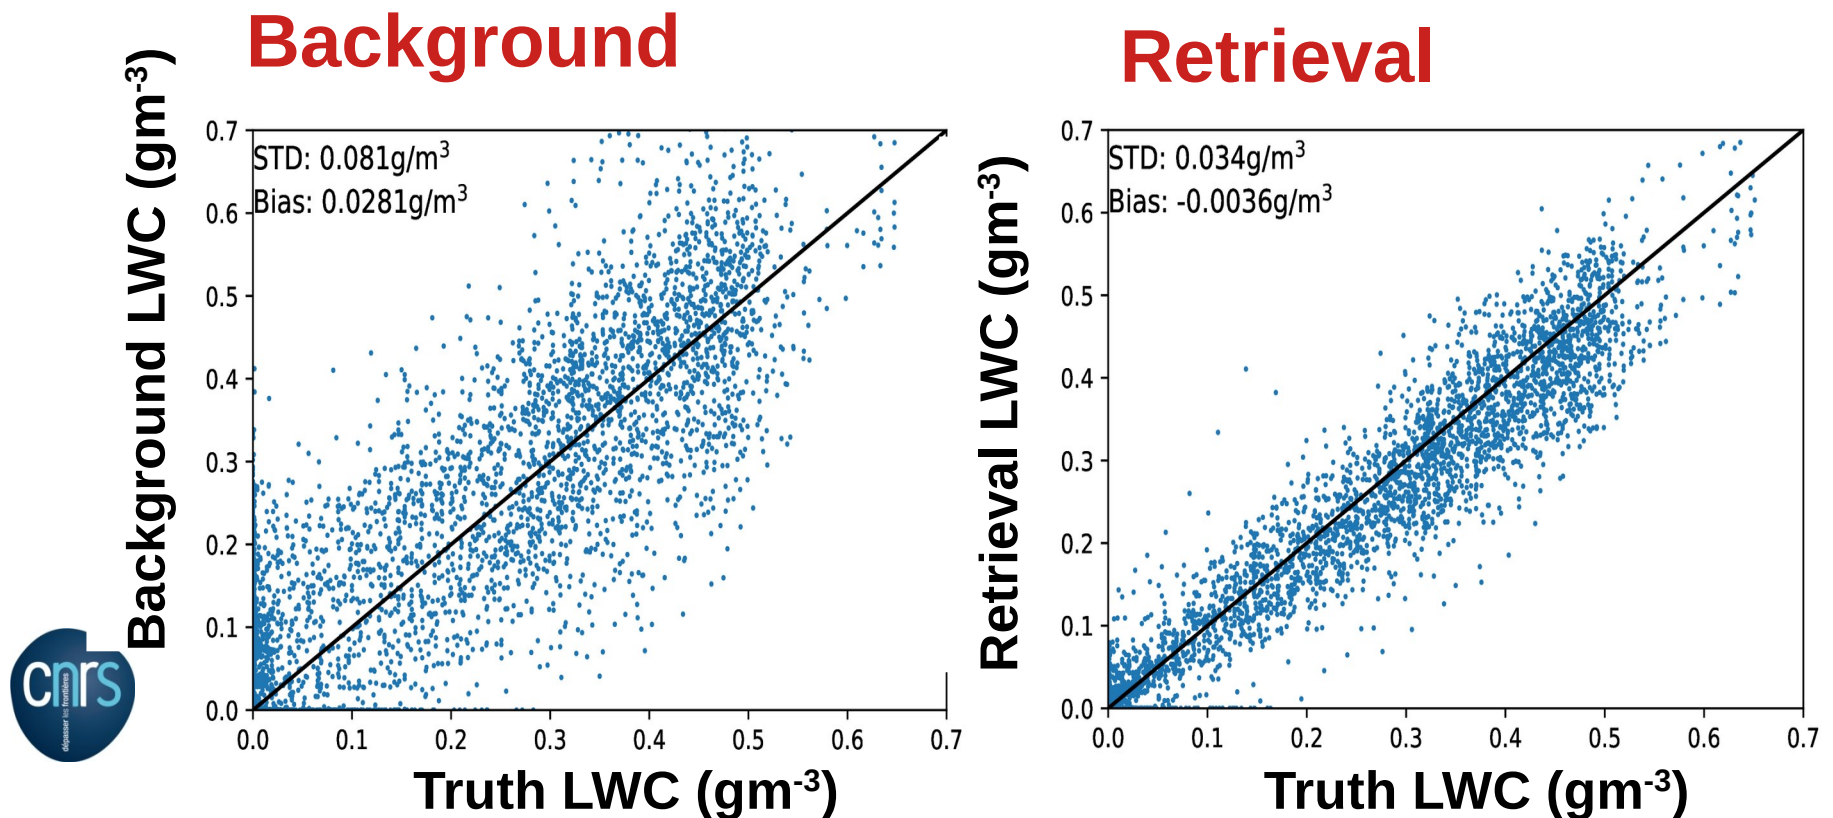 Background
Retrieval
Background LWC (gm⁻³)
0.7
0.6
0.5
0.4
0.3
0.2
0.1
0.0
STD: 0.081g/m³
Bias: 0.0281g/m³
0.0 0.1 0.2 0.3 0.4 0.5 0.6 0.7
Truth LWC (gm⁻³)
Retrieval LWC (gm⁻³)
0.7
0.6
0.5
0.4
0.3
0.2
0.1
0.0
STD: 0.034g/m³
Bias: -0.0036g/m³
0.0 0.1 0.2 0.3 0.4 0.5 0.6 0.7
Truth LWC (gm⁻³)
cnrs
dépasser les frontières